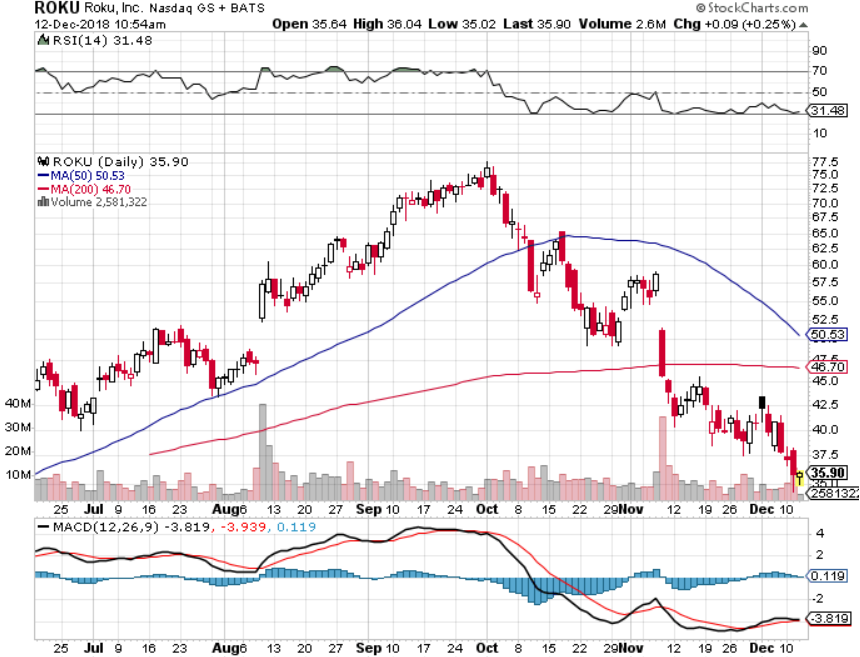 ROKU Roku, Inc. Nasdaq GS + BATS © StockCharts.com
12-Dec-2018 10:54am Open 35.64 High 36.04 Low 35.02 Last 35.90 Volume 2.6M Chg +0.09 (+0.25%)
RSI(14) 31.48
90
70
50
31.48
10
ROKU (Daily) 35.90
MA(50) 50.53
MA(200) 46.70
Volume 2,581,322
77.5
75.0
72.5
70.0
67.5
65.0
62.5
60.0
57.5
55.0
52.5
50.53
47.5
46.70
45.0
42.5
40.0
37.5
35.90
2581322
40M
30M
20M
10M
25 Jul 9 16 23 Aug6 13 20 27 Sep 10 17 24 Oct 8 15 22 29Nov 12 19 26 Dec 10
MACD(12,26,9) -3.819, -3.939, 0.119
4
2
0.119
-2
-3.819
25 Jul 9 16 23 Aug6 13 20 27 Sep 10 17 24 Oct 8 15 22 29Nov 12 19 26 Dec 10